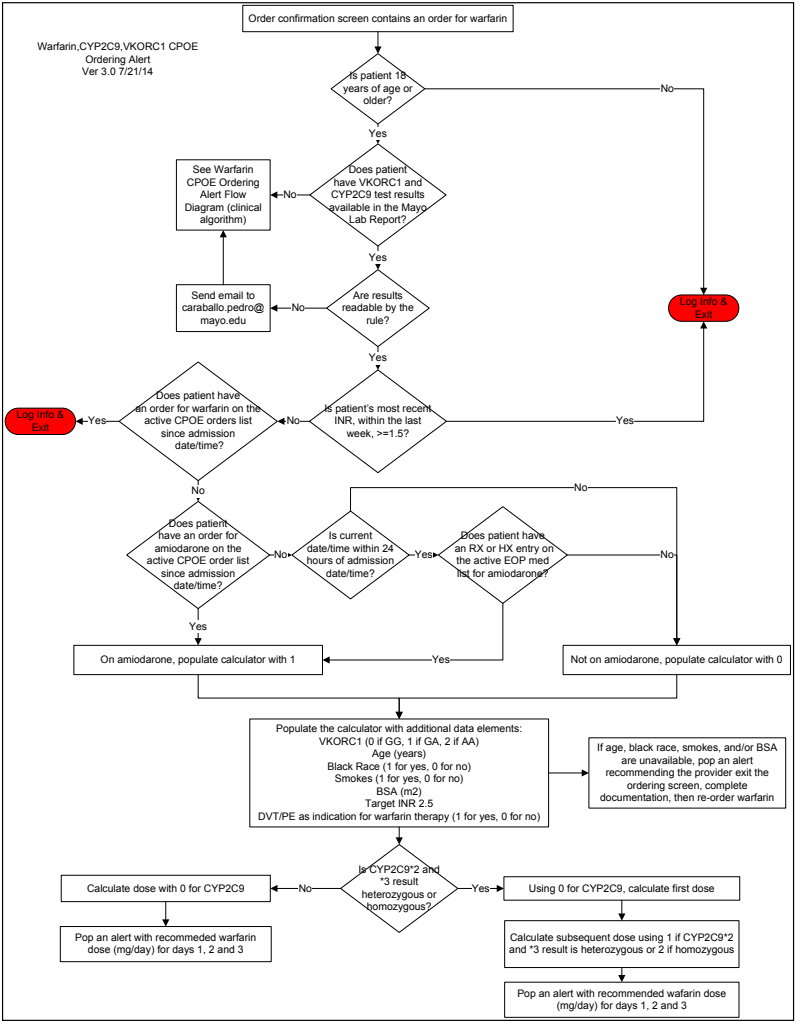 Order confirmation screen contains an order for warfarin
Warfarin,CYP2C9,VKORC1 CPOE
Ordering Alert
Ver 3.0 7/21/14
Is patient 18
years of age or
older?
No
Yes
Does patient
have VKORC1 and
CYP2C9 test results
available in the Mayo
Lab Report?
No
See Warfarin
CPOE Ordering
Alert Flow
Diagram (clinical
algorithm)
Yes
Are results
readable by the
rule?
No
Send email to
caraballo.pedro@
mayo.edu
Log Info &
Exit
Yes
Is patient's most recent
INR, within the last
week, >=1.5?
Yes
No
Does patient have
an order for warfarin on the
active CPOE orders list
since admission
date/time?
Yes
Log Info &
Exit
No
Does patient
have an order for
amiodarone on the
active CPOE order list
since admission
date/time?
No
Is current
date/time within 24
hours of admission
date/time?
No
Yes
Does patient have
an RX or HX entry on
the active EOP med
list for amiodarone?
No
Yes
Yes
On amiodarone, populate calculator with 1
Not on amiodarone, populate calculator with 0
Populate the calculator with additional data elements:
VKORC1 (0 if GG, 1 if GA, 2 if AA)
Age (years)
Black Race (1 for yes, 0 for no)
Smokes (1 for yes, 0 for no)
BSA (m2)
Target INR 2.5
DVT/PE as indication for warfarin therapy (1 for yes, 0 for no)
If age, black race, smokes, and/or BSA
are unavailable, pop an alert
recommending the provider exit the
ordering screen, complete
documentation, then re-order warfarin
Is CYP2C9*2 and
*3 result
heterozygous or
homozygous?
No
Calculate dose with 0 for CYP2C9
Pop an alert with recommeded warfarin
dose (mg/day) for days 1, 2 and 3
Yes
Using 0 for CYP2C9, calculate first dose
Calculate subsequent dose using 1 if CYP2C9*2
and *3 result is heterozygous or 2 if homozygous
Pop an alert with recommended wafarin dose
(mg/day) for days 1, 2 and 3